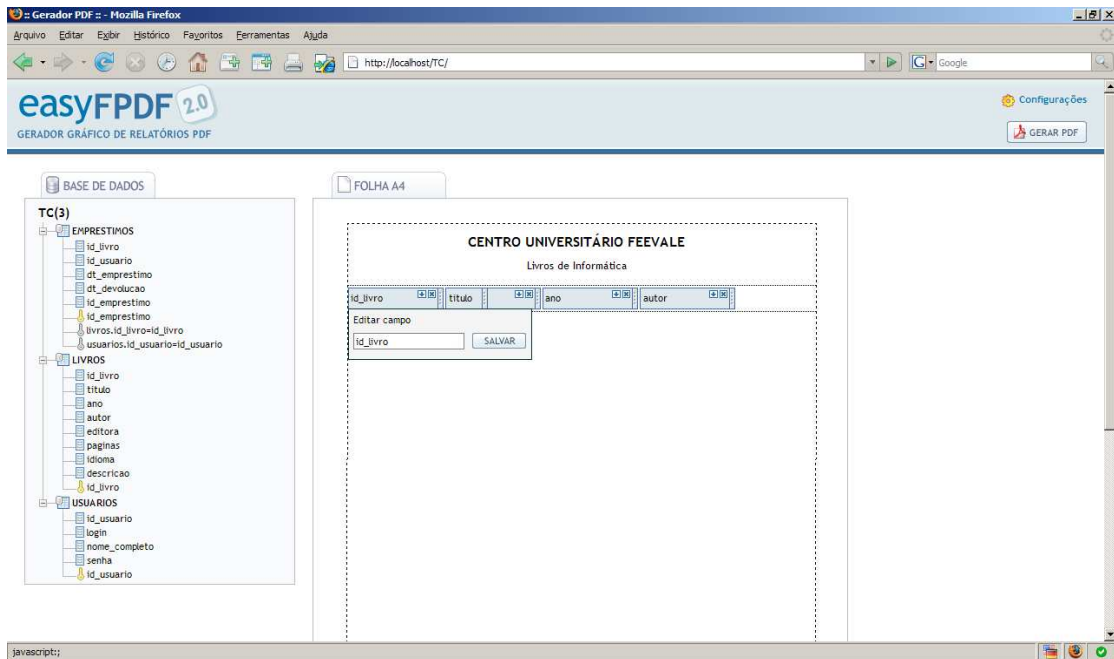 :: Gerador PDF :: - Mozilla Firefox
Arquivo Editar Exibir Histórico Favoritos Ferramentas Ajuda
http://localhost/TC/
G Google
easyFPDF 2.0
GERADOR GRÁFICO DE RELATÓRIOS PDF
Configurações
GERAR PDF
BASE DE DADOS
TC(3)
EMPRESTIMOS
id_livro
id_usuario
dt_emprestimo
dt_devolucao
id_emprestimo
id_emprestimo
livros.id_livro=id_livro
usuarios.id_usuario=id_usuario
LIVROS
id_livro
titulo
ano
autor
editora
paginas
idioma
descricao
id_livro
USUARIOS
id_usuario
login
nome_completo
senha
id_usuario
FOLHA A4
CENTRO UNIVERSITÁRIO FEEVALE
Livros de Informática
id_livro titulo ano autor
Editar campo
id_livro SALVAR
javascript:;